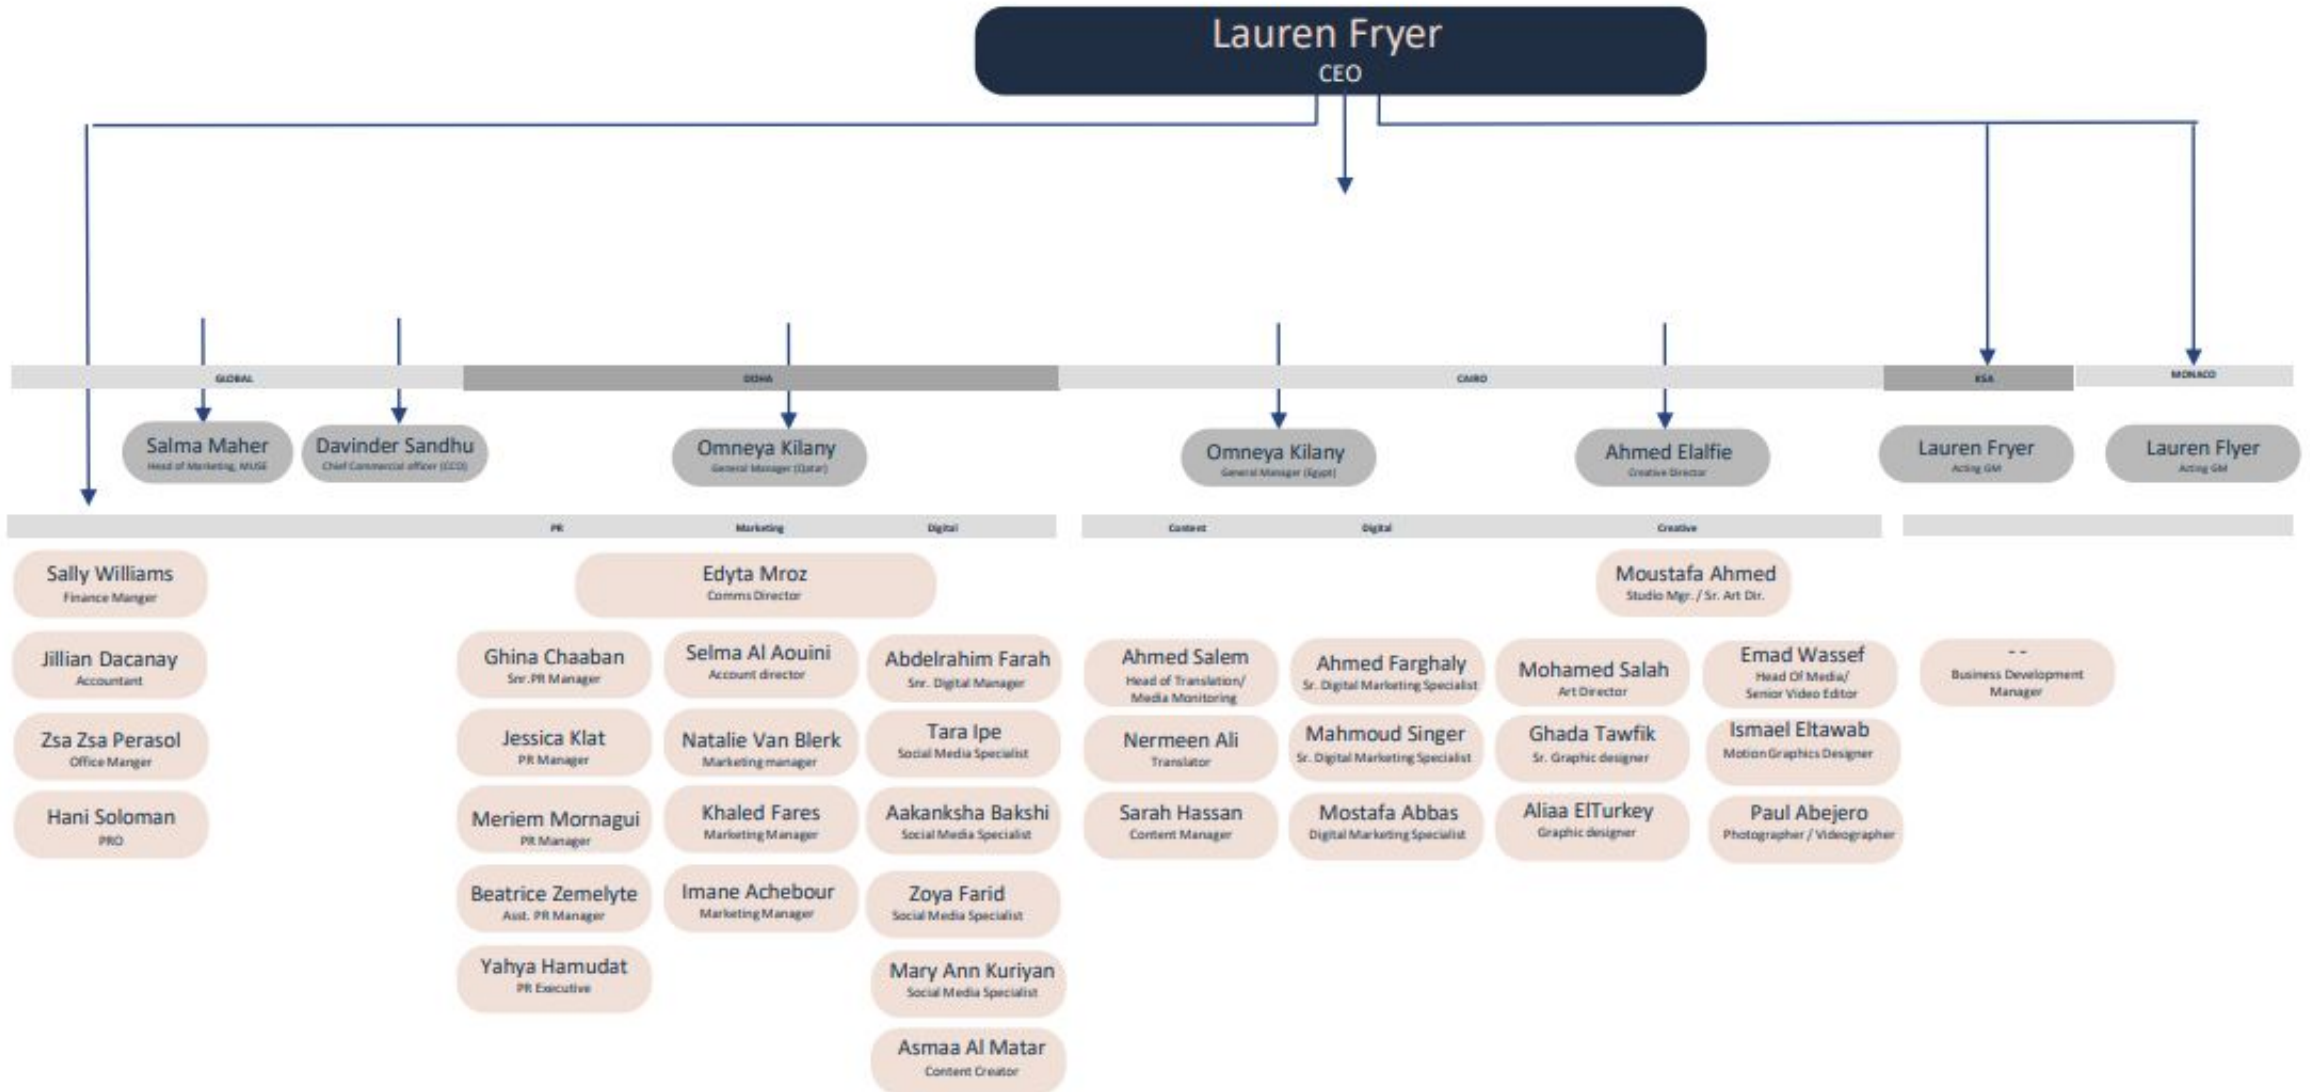 Lauren Fryer
CEO
GLOBAL
DOHA
CAIRO
KSA
MONACO
Salma Maher
Head of Marketing, MUSE
Davinder Sandhu
Chief Commercial officer (CCO)
Omneya Kilany
General Manager (Qatar)
Omneya Kilany
General Manager (Egypt)
Ahmed Elalfie
Creative Director
Lauren Fryer
Acting GM
Lauren Flyer
Acting GM
PR
Marketing
Digital
Content
Digital
Creative
Sally Williams
Finance Manger
Jillian Dacanay
Accountant
Zsa Zsa Perasol
Office Manger
Hani Soloman
PRO
Edyta Mroz
Comms Director
Ghina Chaaban
Snr.PR Manager
Jessica Klat
PR Manager
Meriem Mornagui
PR Manager
Beatrice Zemelyte
Asst. PR Manager
Yahya Hamudat
PR Executive
Selma Al Aouini
Account director
Natalie Van Blerk
Marketing manager
Khaled Fares
Marketing Manager
Imane Achebour
Marketing Manager
Abdelrahim Farah
Snr. Digital Manager
Tara Ipe
Social Media Specialist
Aakanksha Bakshi
Social Media Specialist
Zoya Farid
Social Media Specialist
Mary Ann Kuriyan
Social Media Specialist
Asmaa Al Matar
Content Creator
Ahmed Salem
Head of Translation/
Media Monitoring
Nermeen Ali
Translator
Sarah Hassan
Content Manager
Ahmed Farghaly
Sr. Digital Marketing Specialist
Mahmoud Singer
Sr. Digital Marketing Specialist
Mostafa Abbas
Digital Marketing Specialist
Moustafa Ahmed
Studio Mgr. / Sr. Art Dir.
Mohamed Salah
Art Director
Ghada Tawfik
Sr. Graphic designer
Aliaa ElTurkey
Graphic designer
Emad Wassef
Head Of Media/
Senior Video Editor
Ismael Eltawab
Motion Graphics Designer
Paul Abejero
Photographer / Videographer
- -
Business Development
Manager